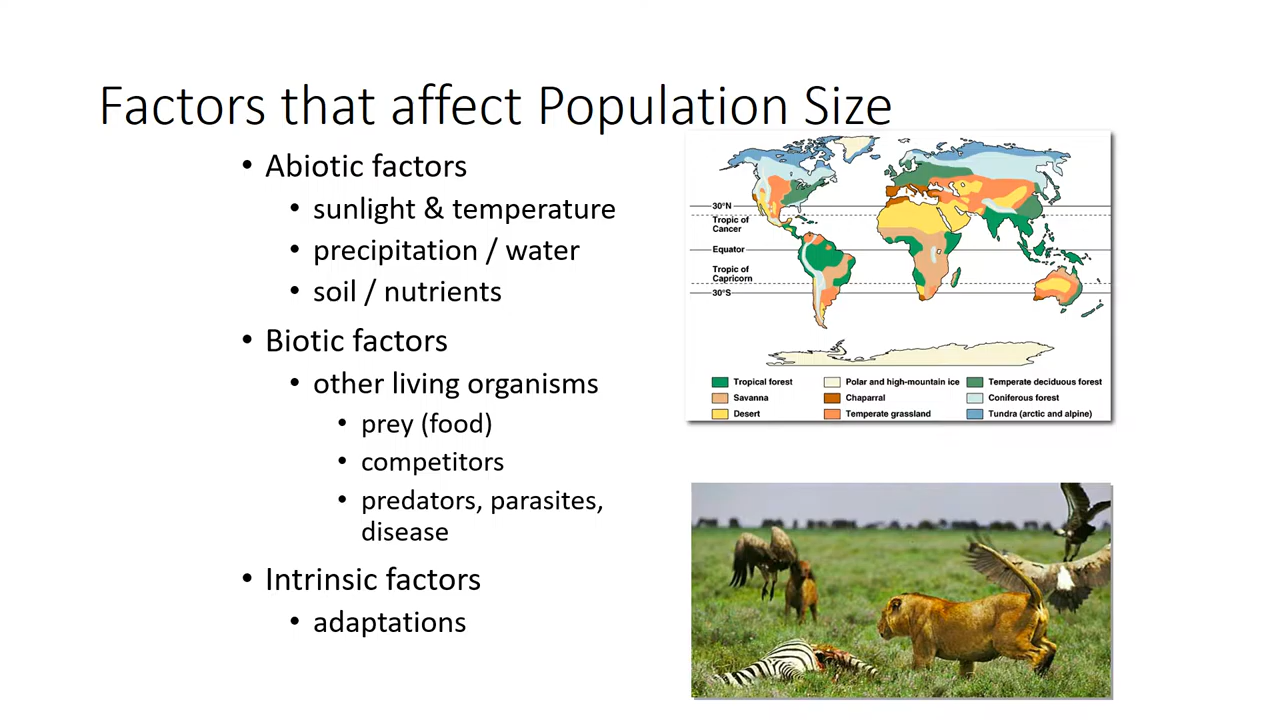 Factors that affect Population Size
• Abiotic factors
• sunlight & temperature
• precipitation / water
• soil / nutrients
• Biotic factors
• other living organisms
• prey (food)
• competitors
• predators, parasites,
disease
• Intrinsic factors
• adaptations
30°N
Tropic of
Cancer
Equator
Tropic of
Capricorn
30°S
Tropical forest
Polar and high-mountain ice
Temperate deciduous forest
Savanna
Chaparral
Coniferous forest
Desert
Temperate grassland
Tundra (arctic and alpine)